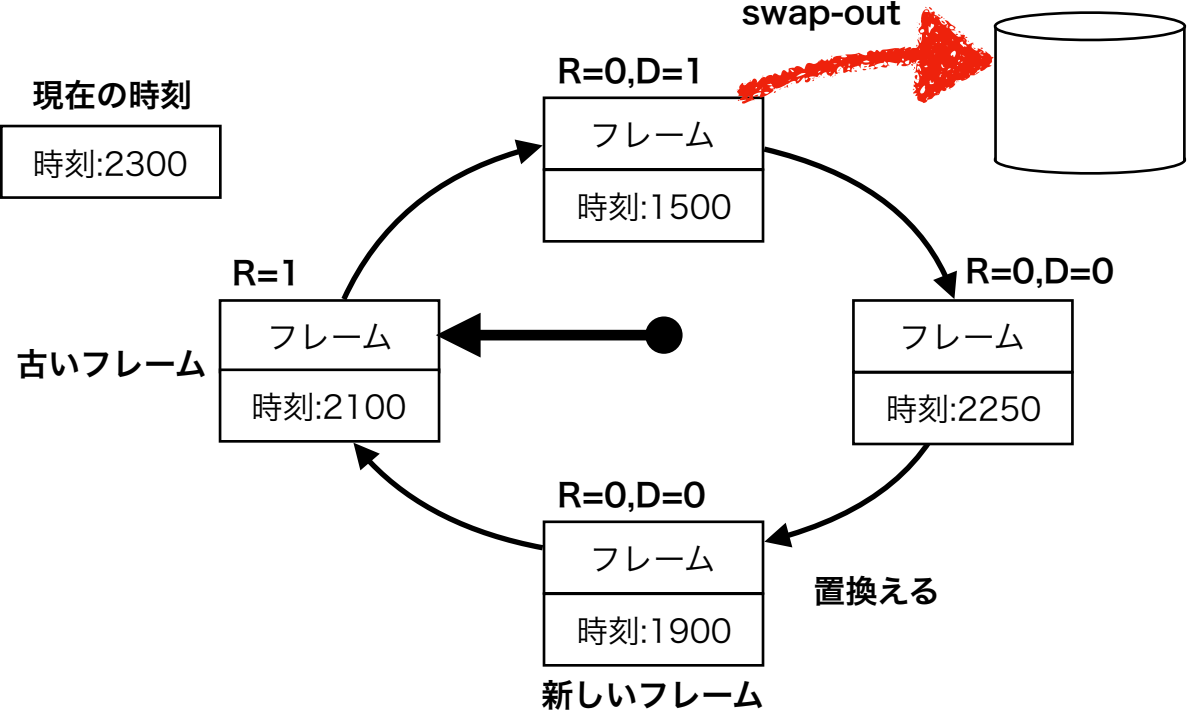 swap-out
R=0,D=1
現在の時刻
フレーム
時刻:2300
時刻:1500
R=1
R=0,D=0
フレーム
フレーム
古いフレーム
時刻:2100
時刻:2250
R=0,D=0
フレーム
置換える
時刻:1900
新しいフレーム